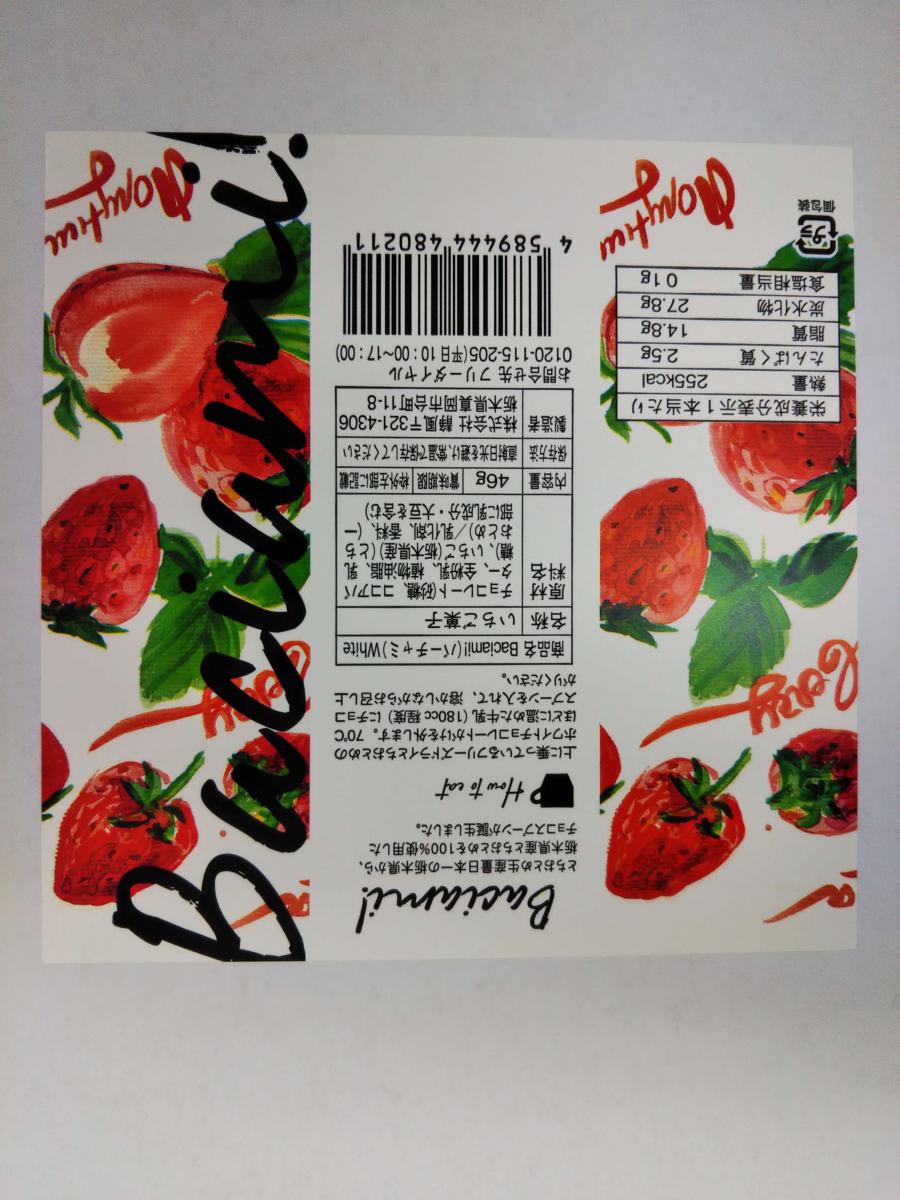 Baciami!
とちおとめ生産量日本一の栃木県から、
栃木県産とちおとめを100%使用した
チョコスプーンが誕生しました。
How to eat
上に乗っているフリーズドライとちおとめの
ホワイトチョコレートがけを外します。70℃
ほどに温めた牛乳（180cc 程度）にチョコ
スプーンを入れて、溶かしながらお召し上
がりください。
商品名 Baciami!(バーチャミ)White
名称 いちご菓子
原材料名 チョコレート(砂糖、ココアバ
ター、全粉乳、植物油脂、乳
糖)、いちご(栃木県産)(とち
おとめ)／乳化剤、香料、(一
部に乳成分・大豆を含む)
内容量 46g 賞味期限 枠外左部に記載
保存方法 直射日光を避け、常温で保存してください
製造者 株式会社 静風 〒321-4306
栃木県真岡市台町11-8
お問合せ先 フリーダイヤル
0120-115-205(平日 10：00~17：00)
4 589444 480211
栄養成分表示 1 本当たり
熱量 255kcal
たんぱく質 2.5g
脂質 14.8g
炭水化物 27.8g
食塩相当量 0.1g
プラ
個包装
Baciami!